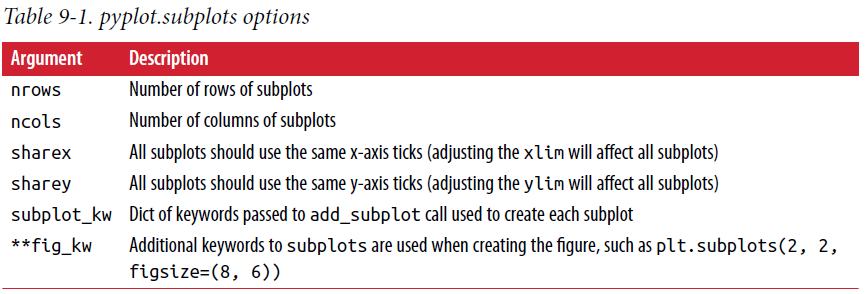 Table 9-1. pyplot.subplots options
Argument Description
nrows Number of rows of subplots
ncols Number of columns of subplots
sharex All subplots should use the same x-axis ticks (adjusting the xlim will affect all subplots)
sharey All subplots should use the same y-axis ticks (adjusting the ylim will affect all subplots)
subplot_kw Dict of keywords passed to add_subplot call used to create each subplot
**fig_kw Additional keywords to subplots are used when creating the figure, such as plt.subplots(2, 2,
figsize=(8, 6))